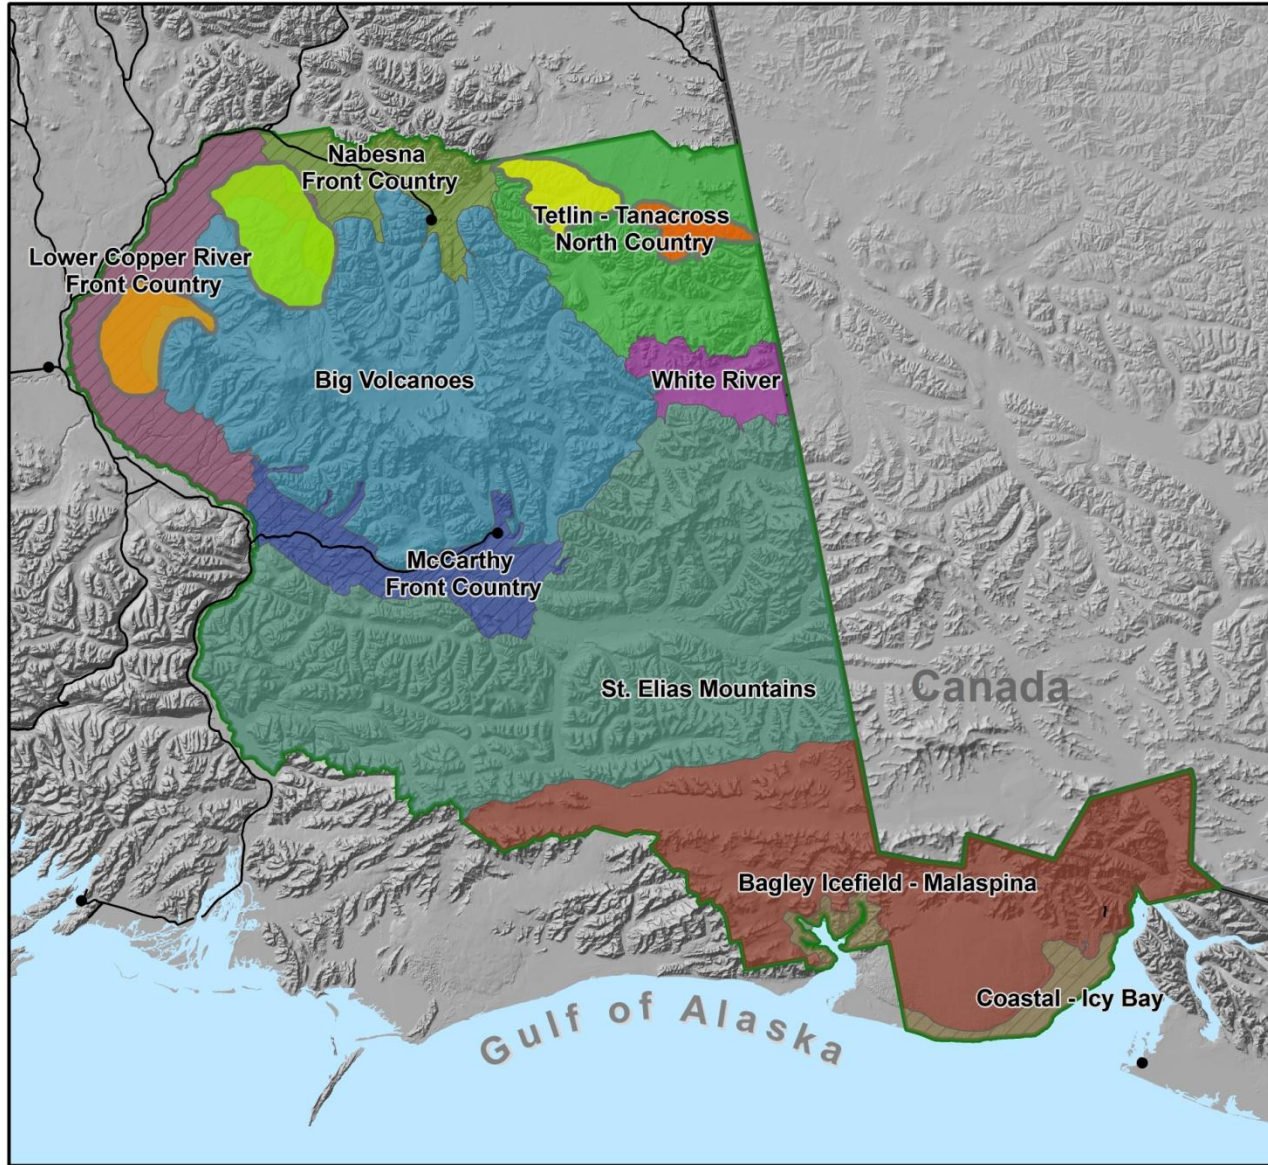 Nabesna
Front Country
Tetlin - Tanacross
North Country
Lower Copper River
Front Country
Big Volcanoes
White River
McCarthy
Front Country
St. Elias Mountains
Canada
Bagley Icefield - Malaspina
Coastal - Icy Bay
Gulf of Alaska